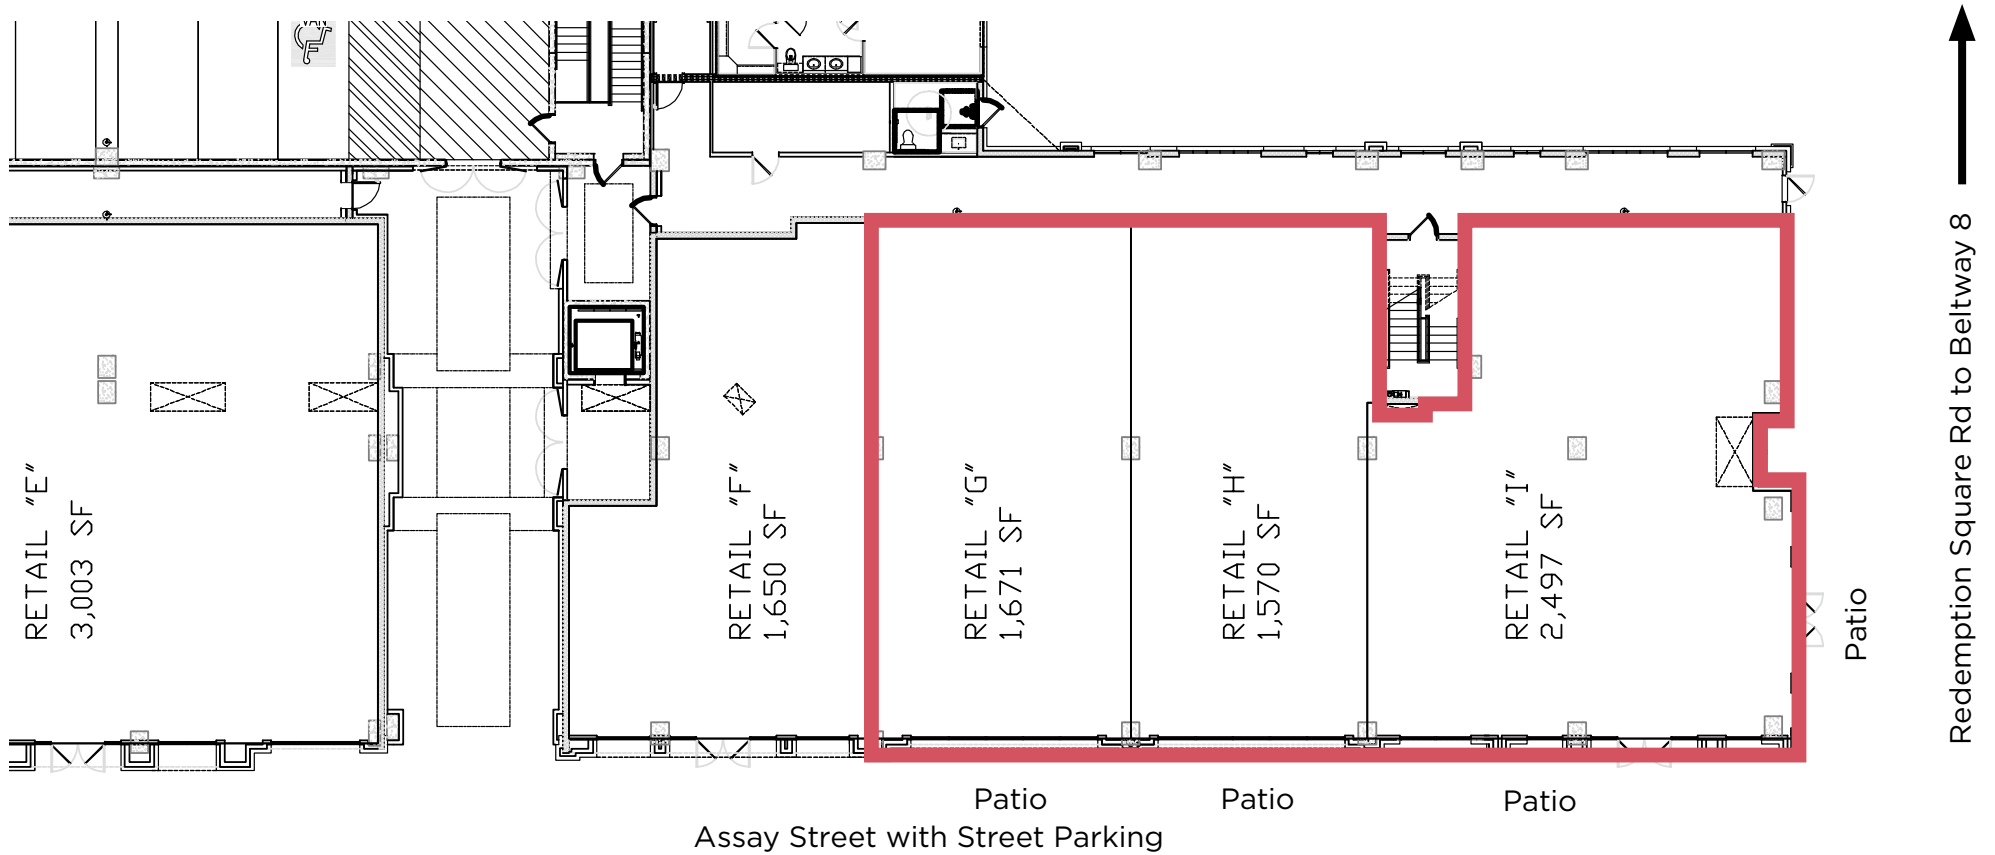 VAN
RETAIL "E"
3,003 SF
RETAIL "F"
1,650 SF
RETAIL "G"
1,671 SF
RETAIL "H"
1,570 SF
RETAIL "I"
2,497 SF
Patio
Redemption Square Rd to Beltway 8
Patio
Patio
Patio
Assay Street with Street Parking